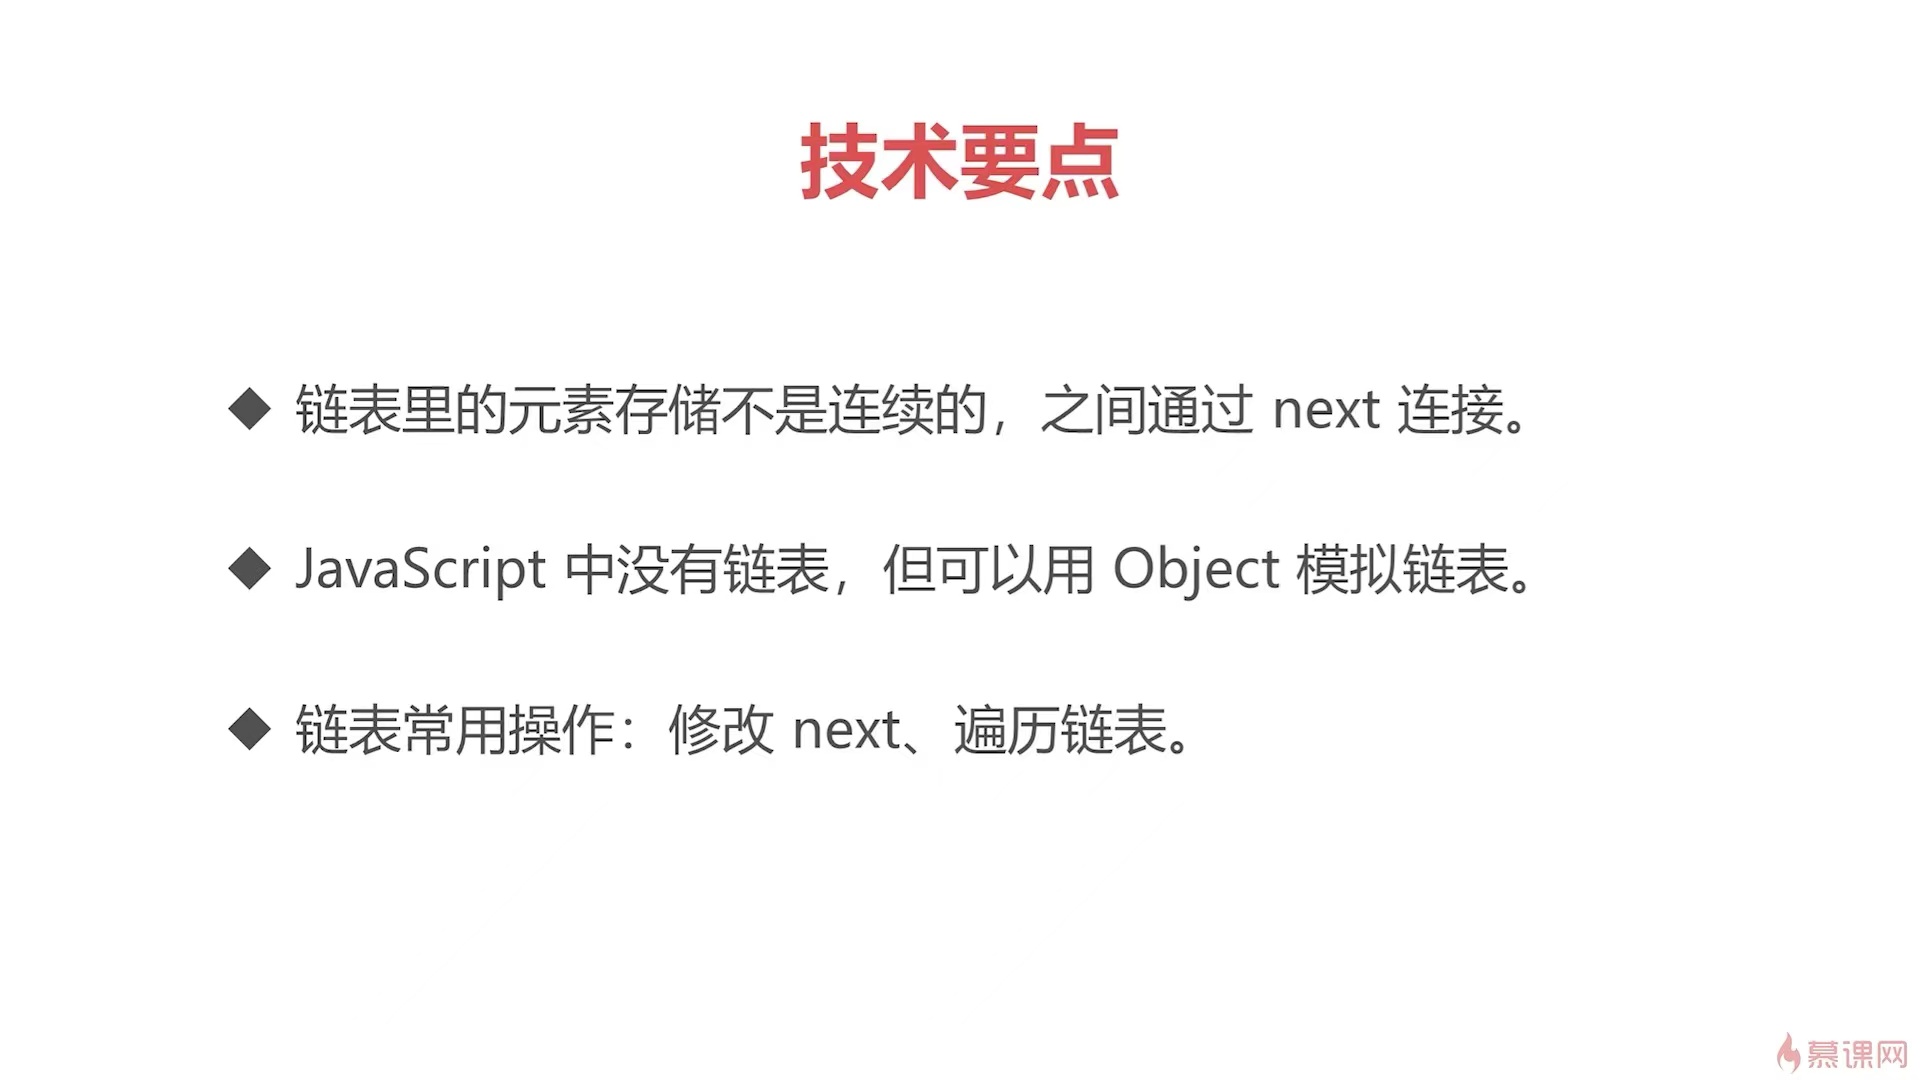 技术要点
◆ 链表里的元素存储不是连续的，之间通过 next 连接。
◆ JavaScript 中没有链表，但可以用 Object 模拟链表。
◆ 链表常用操作：修改 next、遍历链表。
慕课网